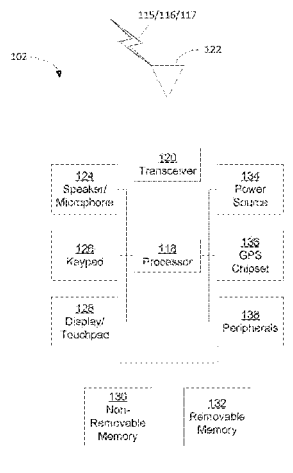 115/116/117
102
122
120
Transceiver
124
Speaker/
Microphone
134
Power
Source
126
Keypad
118
Processor
136
GPS
Chipset
128
Display/
Touchpad
138
Peripherals
130
Non-
Removable
Memory
132
Removable
Memory